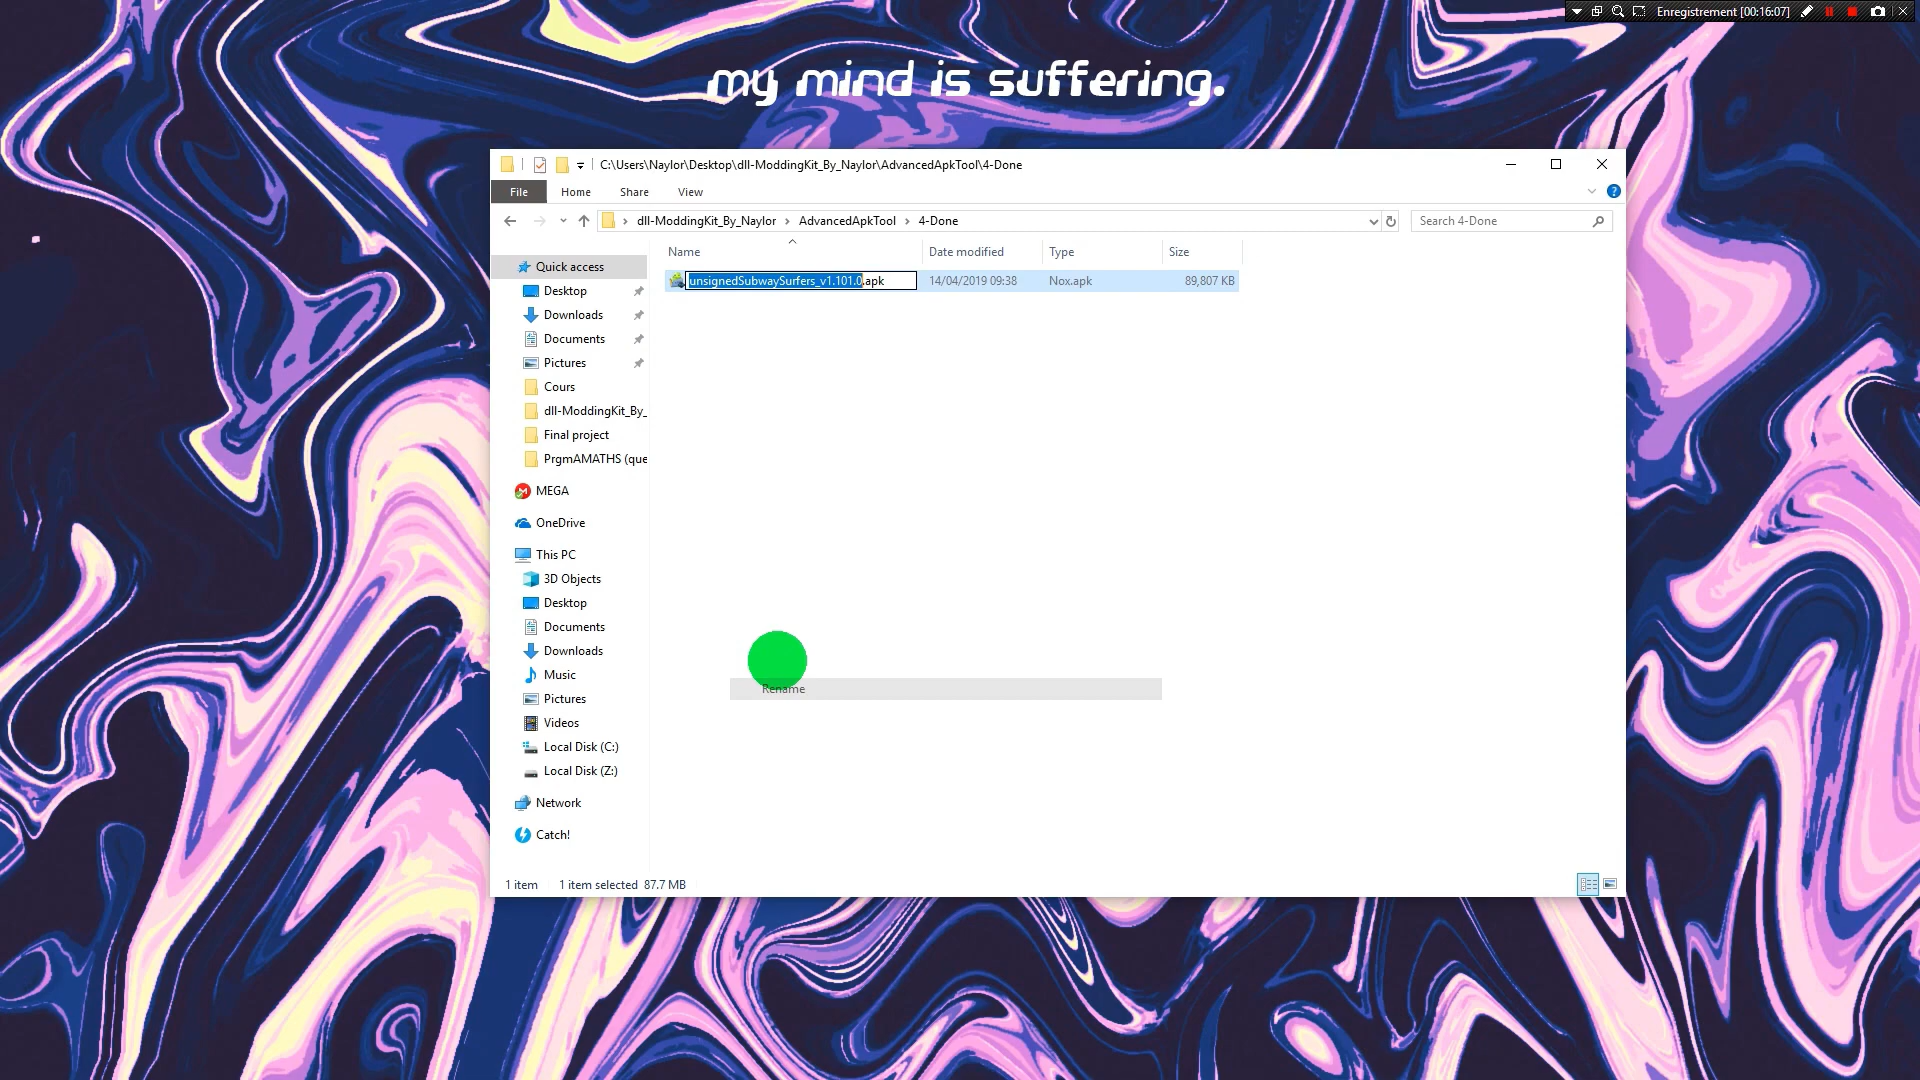 Enregistrement [00:16:07]
my mind is suffering.
C:\Users\Naylor\Desktop\dll-ModdingKit_By_Naylor\AdvancedApkTool\4-Done
File Home Share View
dll-ModdingKit_By_Naylor AdvancedApkTool 4-Done
Search 4-Done
Name Date modified Type Size
unsignedSubwaySurfers_v1.101.0.apk 14/04/2019 09:38 Nox.apk 89,807 KB
Quick access
Desktop
Downloads
Documents
Pictures
Cours
dll-ModdingKit_By_
Final project
PrgmAMATHS (que
MEGA
OneDrive
This PC
3D Objects
Desktop
Documents
Downloads
Music
Pictures
Videos
Local Disk (C:)
Local Disk (Z:)
Network
Catch!
Rename
1 item 1 item selected 87.7 MB